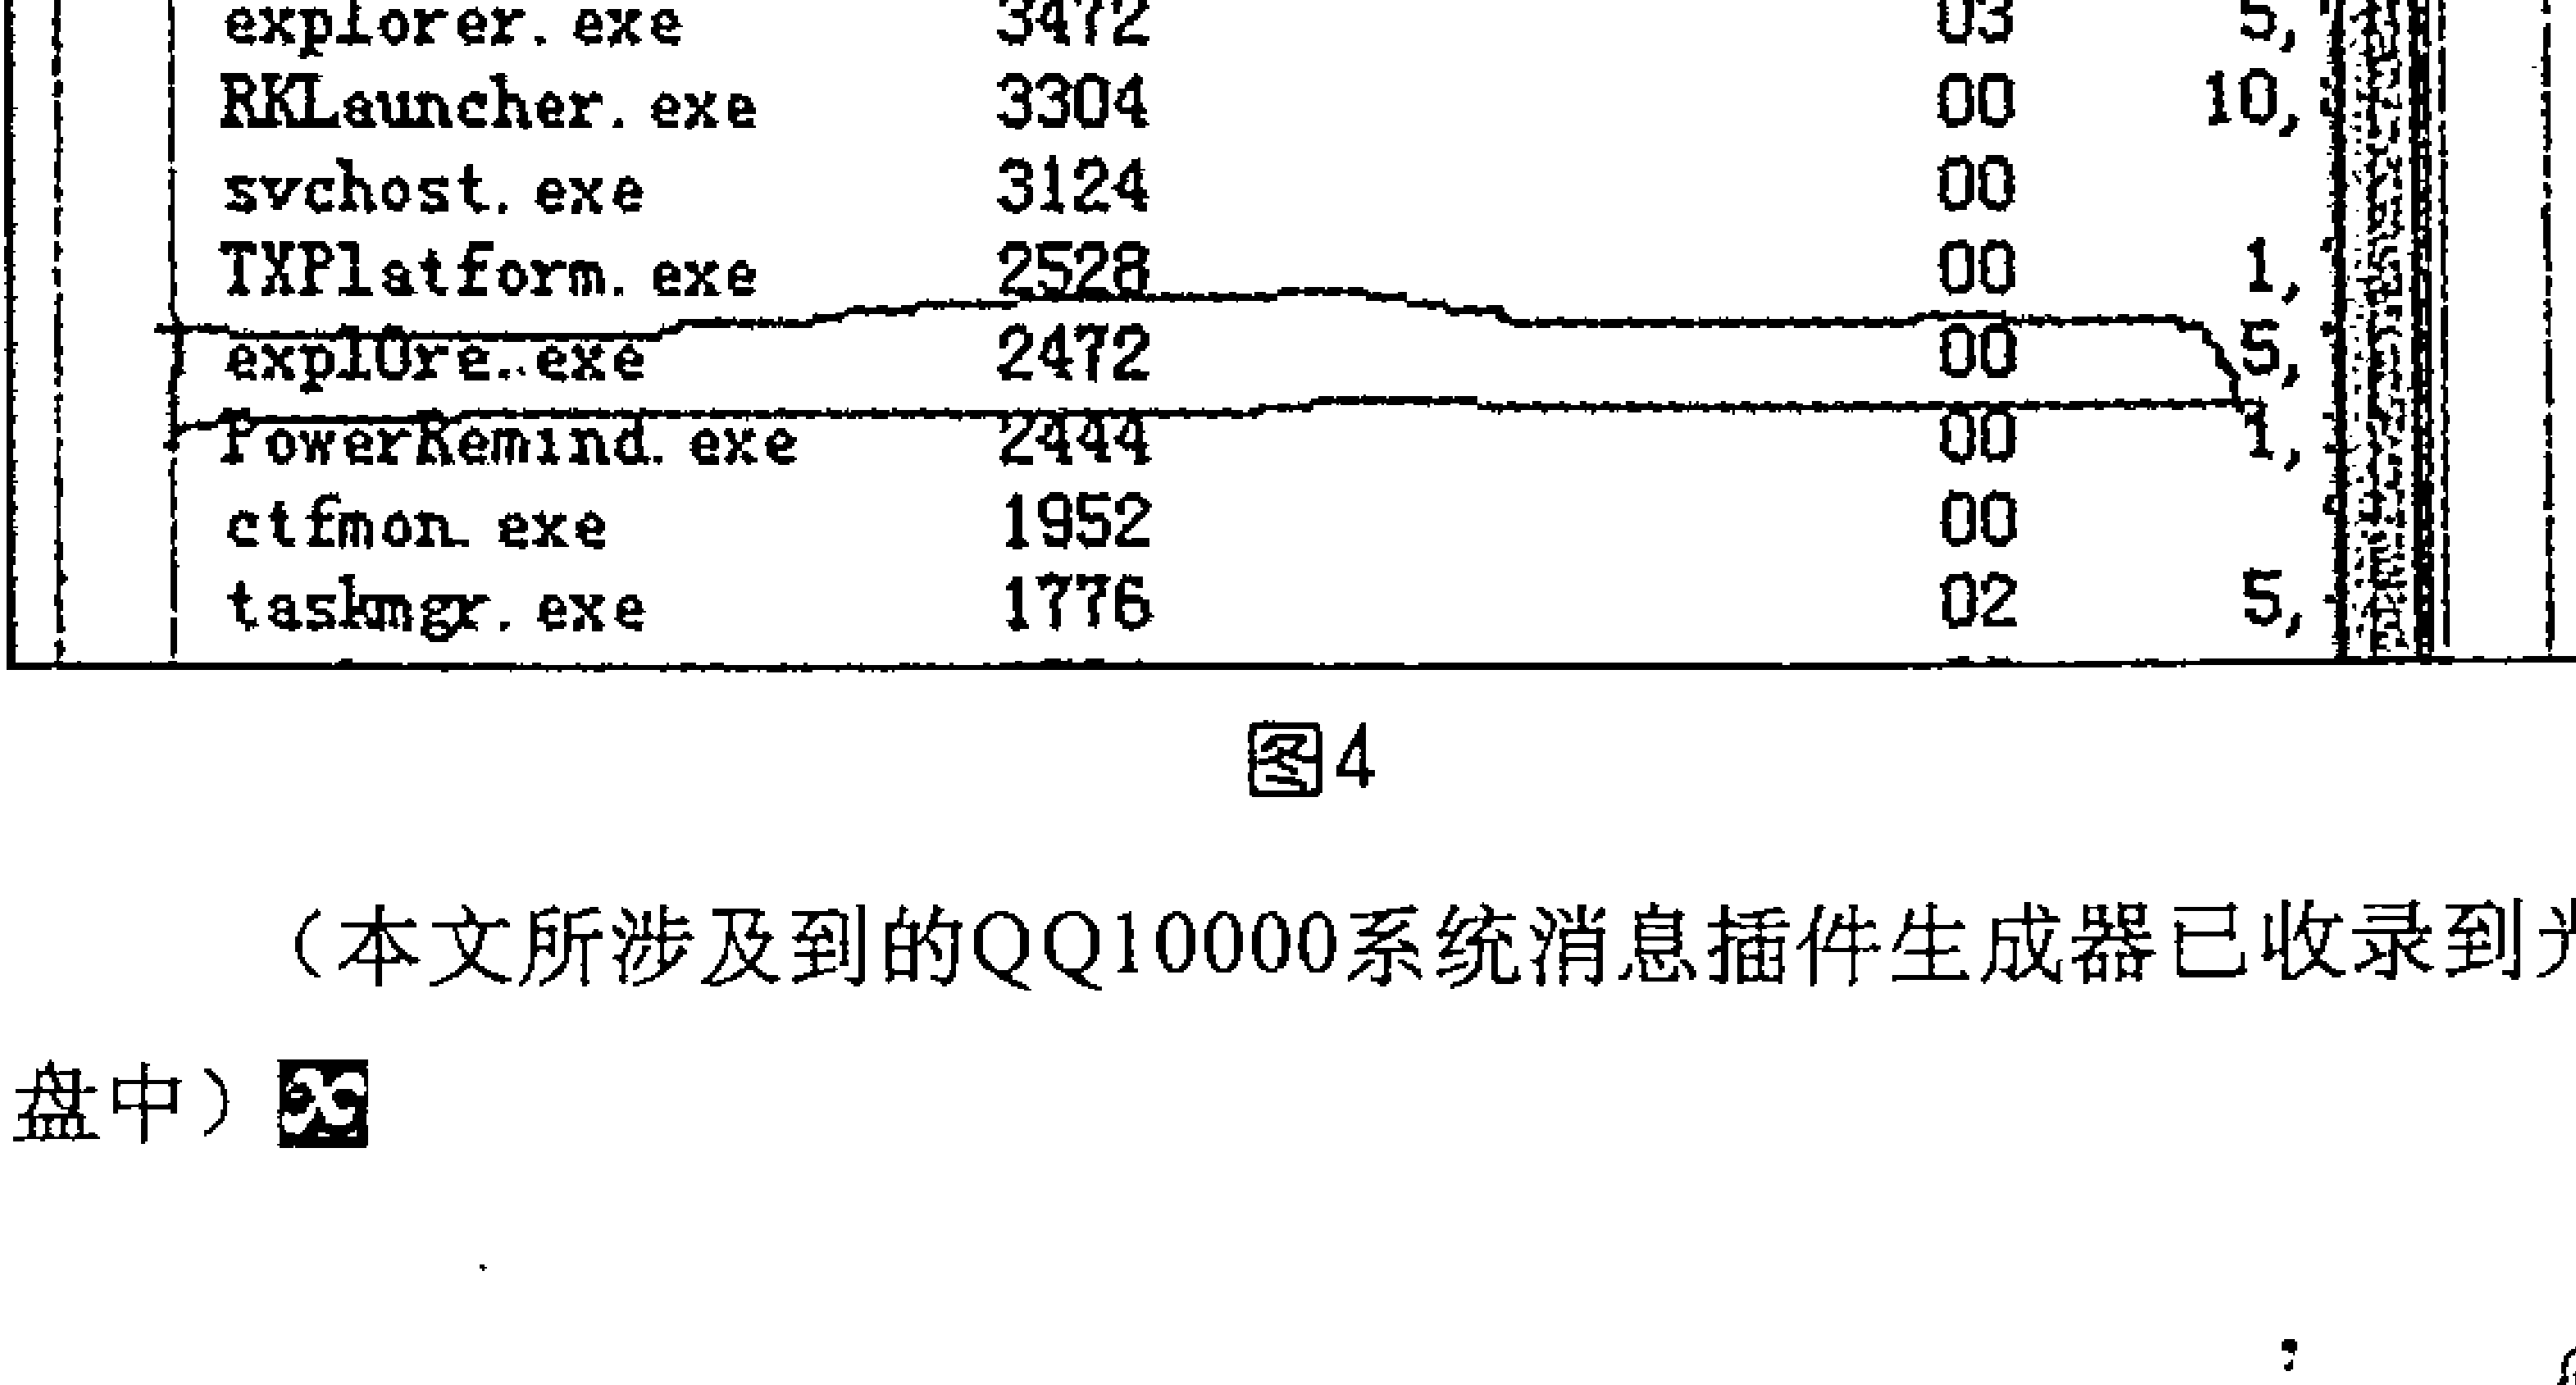 explorer.exe 3472 03 5,
RKLauncher.exe 3304 00 10,
svchost.exe 3124 00
TXPlatform.exe 2528 00 1,
expl0re.exe 2472 00 5,
PowerRemind.exe 2444 00 1,
ctfmon.exe 1952 00
taskmgr.exe 1776 02 5,
图4
（本文所涉及到的QQ10000系统消息插件生成器已收录到光
盘中）